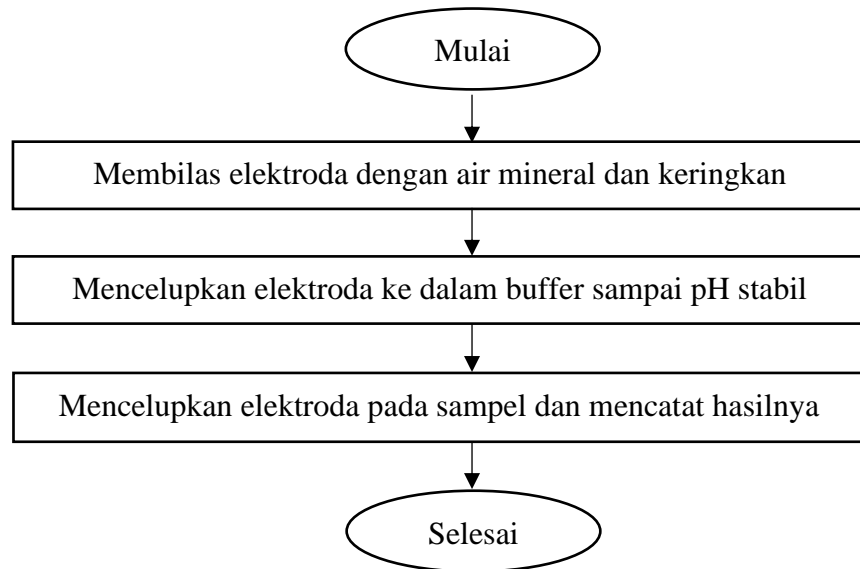 Mulai
Membilas elektroda dengan air mineral dan keringkan
Mencelupkan elektroda ke dalam buffer sampai pH stabil
Mencelupkan elektroda pada sampel dan mencatat hasilnya
Selesai